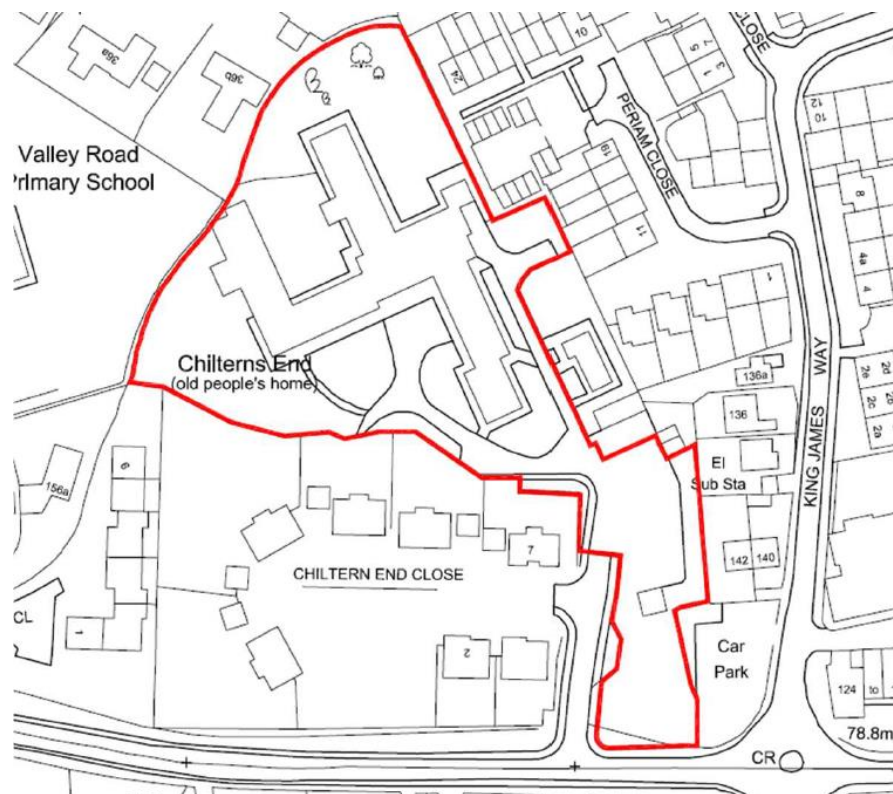 36a
36b
Valley Road
PrImary School
24
10
7
5
3
1
CLOSE
PERIAM CLOSE
19
11
12
10
8
4a
4
1
Chilterns End
(old people's home)
136a
136
El
Sub Sta
KING JAMES WAY
2e
2d
2c
2a
6
156a
7
142
140
CHILTERN END CLOSE
CL
1
2
Car
Park
124
to
78.8m
CR